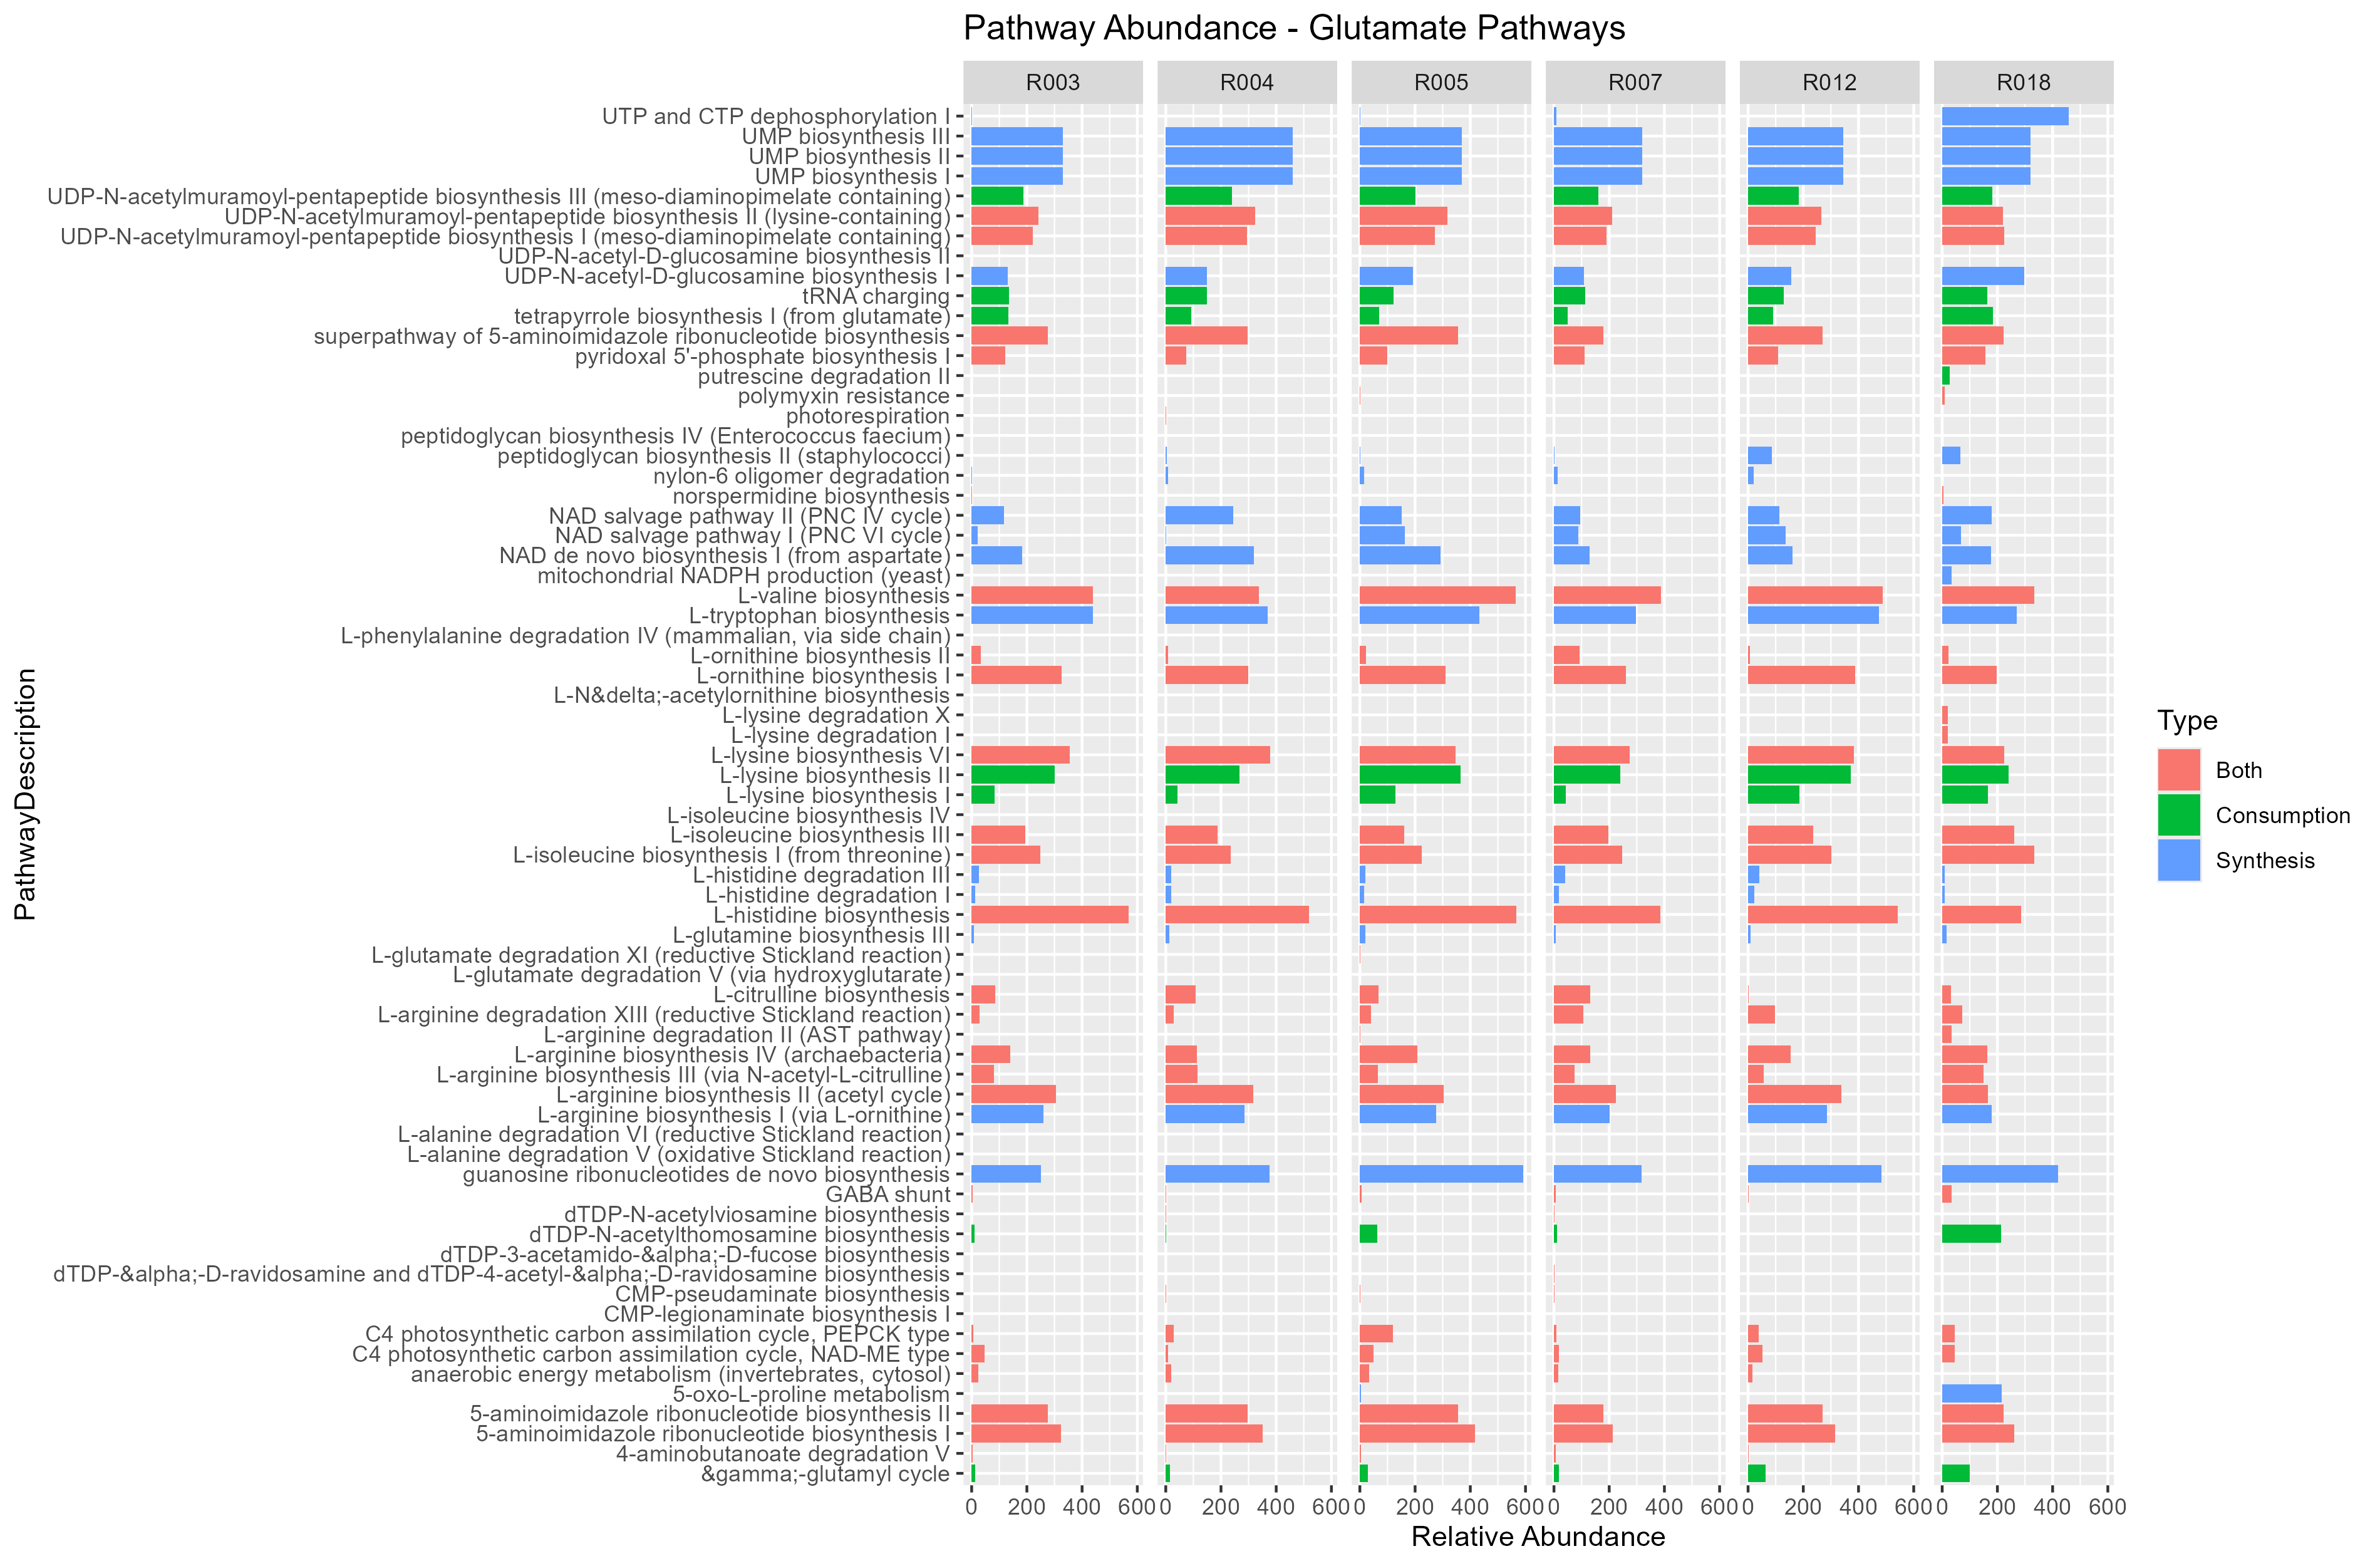 Pathway Abundance - Glutamate Pathways
R003 R004 R005 R007 R012 R018
UTP and CTP dephosphorylation I
UMP biosynthesis III
UMP biosynthesis II
UMP biosynthesis I
UDP-N-acetylmuramoyl-pentapeptide biosynthesis III (meso-diaminopimelate containing)
UDP-N-acetylmuramoyl-pentapeptide biosynthesis II (lysine-containing)
UDP-N-acetylmuramoyl-pentapeptide biosynthesis I (meso-diaminopimelate containing)
UDP-N-acetyl-D-glucosamine biosynthesis II
UDP-N-acetyl-D-glucosamine biosynthesis I
tRNA charging
tetrapyrrole biosynthesis I (from glutamate)
superpathway of 5-aminoimidazole ribonucleotide biosynthesis
pyridoxal 5'-phosphate biosynthesis I
putrescine degradation II
polymyxin resistance
photorespiration
peptidoglycan biosynthesis IV (Enterococcus faecium)
peptidoglycan biosynthesis II (staphylococci)
nylon-6 oligomer degradation
norspermidine biosynthesis
NAD salvage pathway II (PNC IV cycle)
NAD salvage pathway I (PNC VI cycle)
NAD de novo biosynthesis I (from aspartate)
mitochondrial NADPH production (yeast)
L-valine biosynthesis
L-tryptophan biosynthesis
L-phenylalanine degradation IV (mammalian, via side chain)
L-ornithine biosynthesis II
L-ornithine biosynthesis I
L-N&delta;-acetylornithine biosynthesis
L-lysine degradation X
L-lysine degradation I
L-lysine biosynthesis VI
L-lysine biosynthesis II
L-lysine biosynthesis I
L-isoleucine biosynthesis IV
L-isoleucine biosynthesis III
L-isoleucine biosynthesis I (from threonine)
L-histidine degradation III
L-histidine degradation I
L-histidine biosynthesis
L-glutamine biosynthesis III
L-glutamate degradation XI (reductive Stickland reaction)
L-glutamate degradation V (via hydroxyglutarate)
L-citrulline biosynthesis
L-arginine degradation XIII (reductive Stickland reaction)
L-arginine degradation II (AST pathway)
L-arginine biosynthesis IV (archaebacteria)
L-arginine biosynthesis III (via N-acetyl-L-citrulline)
L-arginine biosynthesis II (acetyl cycle)
L-arginine biosynthesis I (via L-ornithine)
L-alanine degradation VI (reductive Stickland reaction)
L-alanine degradation V (oxidative Stickland reaction)
guanosine ribonucleotides de novo biosynthesis
GABA shunt
dTDP-N-acetylviosamine biosynthesis
dTDP-N-acetylthomosamine biosynthesis
dTDP-3-acetamido-&alpha;-D-fucose biosynthesis
dTDP-&alpha;-D-ravidosamine and dTDP-4-acetyl-&alpha;-D-ravidosamine biosynthesis
CMP-pseudaminate biosynthesis
CMP-legionaminate biosynthesis I
C4 photosynthetic carbon assimilation cycle, PEPCK type
C4 photosynthetic carbon assimilation cycle, NAD-ME type
anaerobic energy metabolism (invertebrates, cytosol)
5-oxo-L-proline metabolism
5-aminoimidazole ribonucleotide biosynthesis II
5-aminoimidazole ribonucleotide biosynthesis I
4-aminobutanoate degradation V
&gamma;-glutamyl cycle
0 200 400 600 0 200 400 600 0 200 400 600 0 200 400 600 0 200 400 600 0 200 400 600
Relative Abundance
PathwayDescription
Type
Both
Consumption
Synthesis